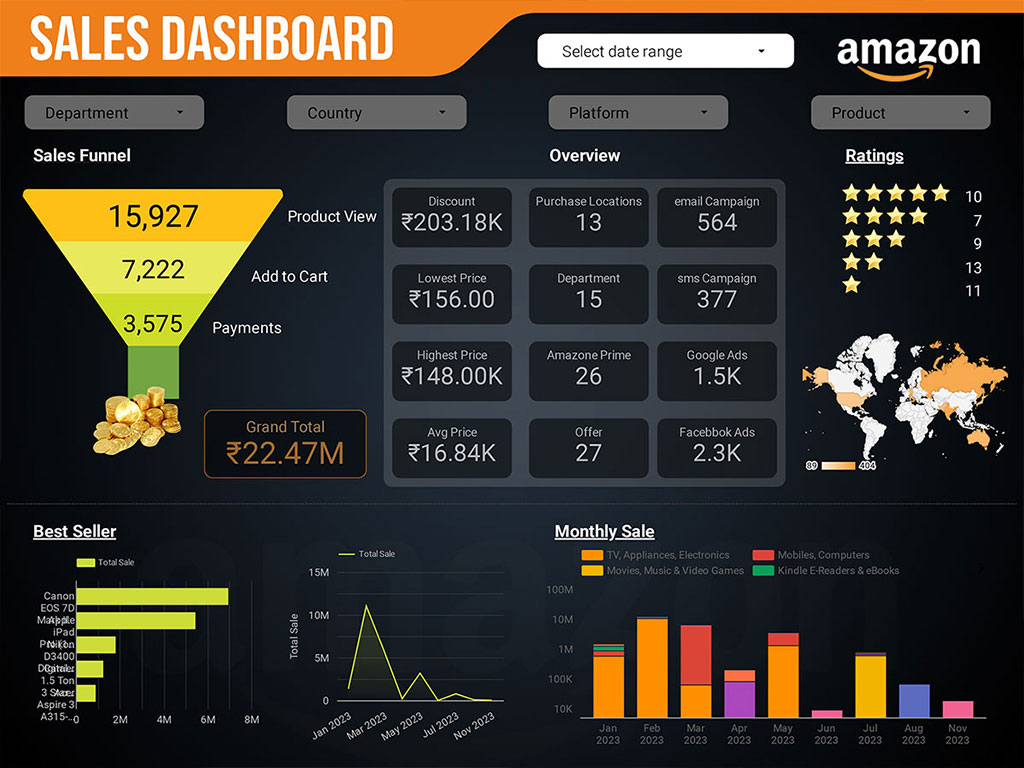 SALES DASHBOARD
Select date range
amazon
Department
Country
Platform
Product
Sales Funnel
Overview
Ratings
15,927
Product View
7,222
Add to Cart
3,575
Payments
Grand Total
₹22.47M
Discount
₹203.18K
Purchase Locations
13
email Campaign
564
Lowest Price
₹156.00
Department
15
sms Campaign
377
Highest Price
₹148.00K
Amazone Prime
26
Google Ads
1.5K
Avg Price
₹16.84K
Offer
27
Facebbok Ads
2.3K
10
7
9
13
11
89
404
Best Seller
Total Sale
Canon
EOS 7D
Apple
iPad
Nikon
D3400
1.5 Ton
Acer
Aspire 3
A315-..
0 2M 4M 6M 8M
Total Sale
Total Sale
15M
10M
5M
0
Jan 2023
Mar 2023
May 2023
Jul 2023
Nov 2023
Monthly Sale
TV, Appliances, Electronics
Mobiles, Computers
Movies, Music & Video Games
Kindle E-Readers & eBooks
100M
10M
1M
100K
10K
Jan 2023
Feb 2023
Mar 2023
Apr 2023
May 2023
Jun 2023
Jul 2023
Aug 2023
Nov 2023